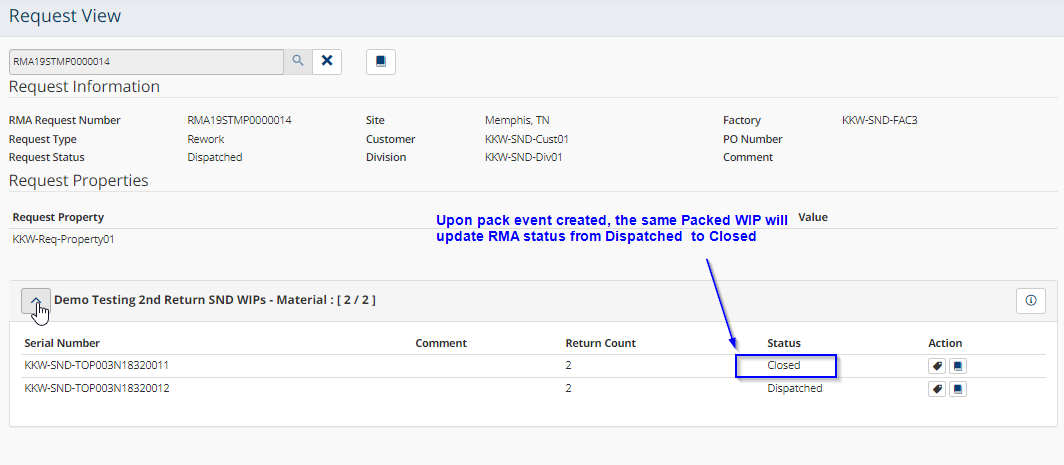 Request View
RMA19STMP0000014
Request Information
RMA Request Number RMA19STMP0000014 Site Memphis, TN Factory KKW-SND-FAC3
Request Type Rework Customer KKW-SND-Cust01 PO Number
Request Status Dispatched Division KKW-SND-Div01 Comment
Request Properties
Request Property Value
KKW-Req-Property01
Upon pack event created, the same Packed WIP will
update RMA status from Dispatched to Closed
Demo Testing 2nd Return SND WIPs - Material : [ 2 / 2 ]
Serial Number Comment Return Count Status Action
KKW-SND-TOP003N18320011 2 Closed
KKW-SND-TOP003N18320012 2 Dispatched